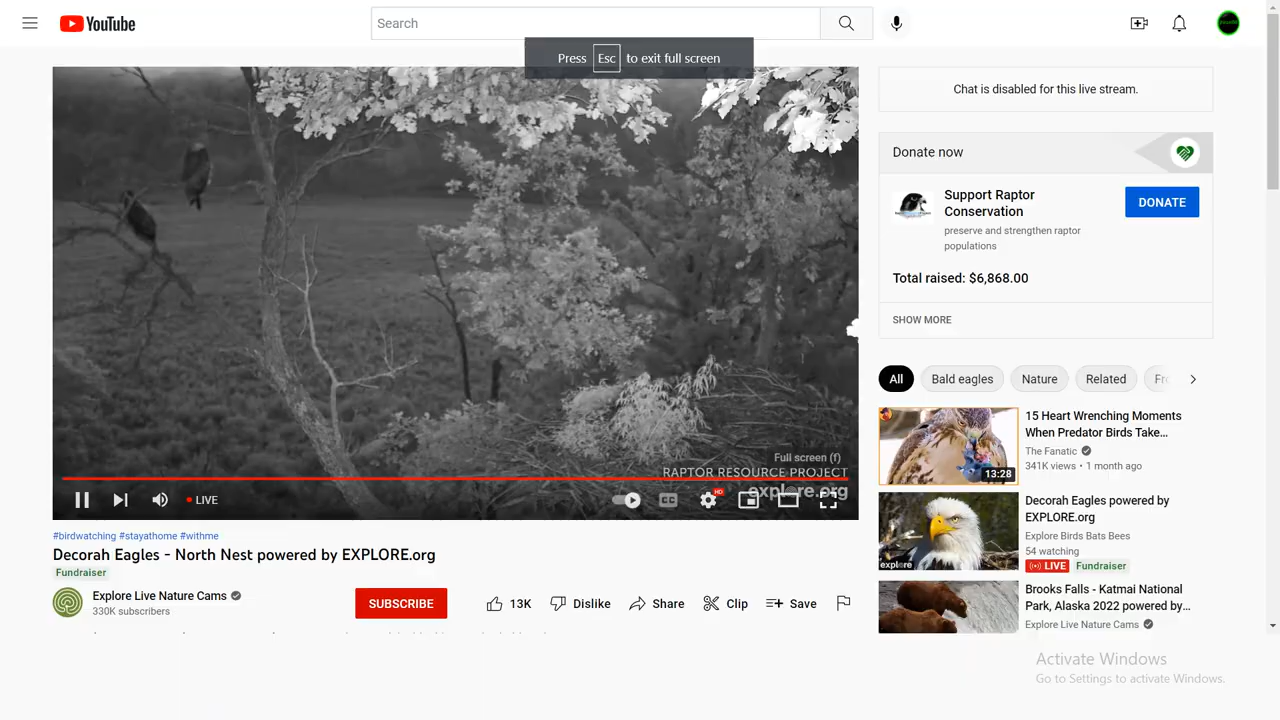 YouTube
Search
Press Esc to exit full screen
Full screen (f)
RAPTOR RESOURCE PROJECT
explore.org
LIVE
CC
HD
#birdwatching #stayathome #withme
Decorah Eagles - North Nest powered by EXPLORE.org
Fundraiser
Explore Live Nature Cams
330K subscribers
SUBSCRIBE
13K
Dislike
Share
Clip
Save
Chat is disabled for this live stream.
Donate now
Support Raptor
Conservation
preserve and strengthen raptor
populations
DONATE
Total raised: $6,868.00
SHOW MORE
All
Bald eagles
Nature
Related
Fr
13:28
15 Heart Wrenching Moments
When Predator Birds Take…
The Fanatic
341K views • 1 month ago
explore
Decorah Eagles powered by
EXPLORE.org
Explore Birds Bats Bees
54 watching
LIVE Fundraiser
Brooks Falls - Katmai National
Park, Alaska 2022 powered by…
Explore Live Nature Cams
Activate Windows
Go to Settings to activate Windows.